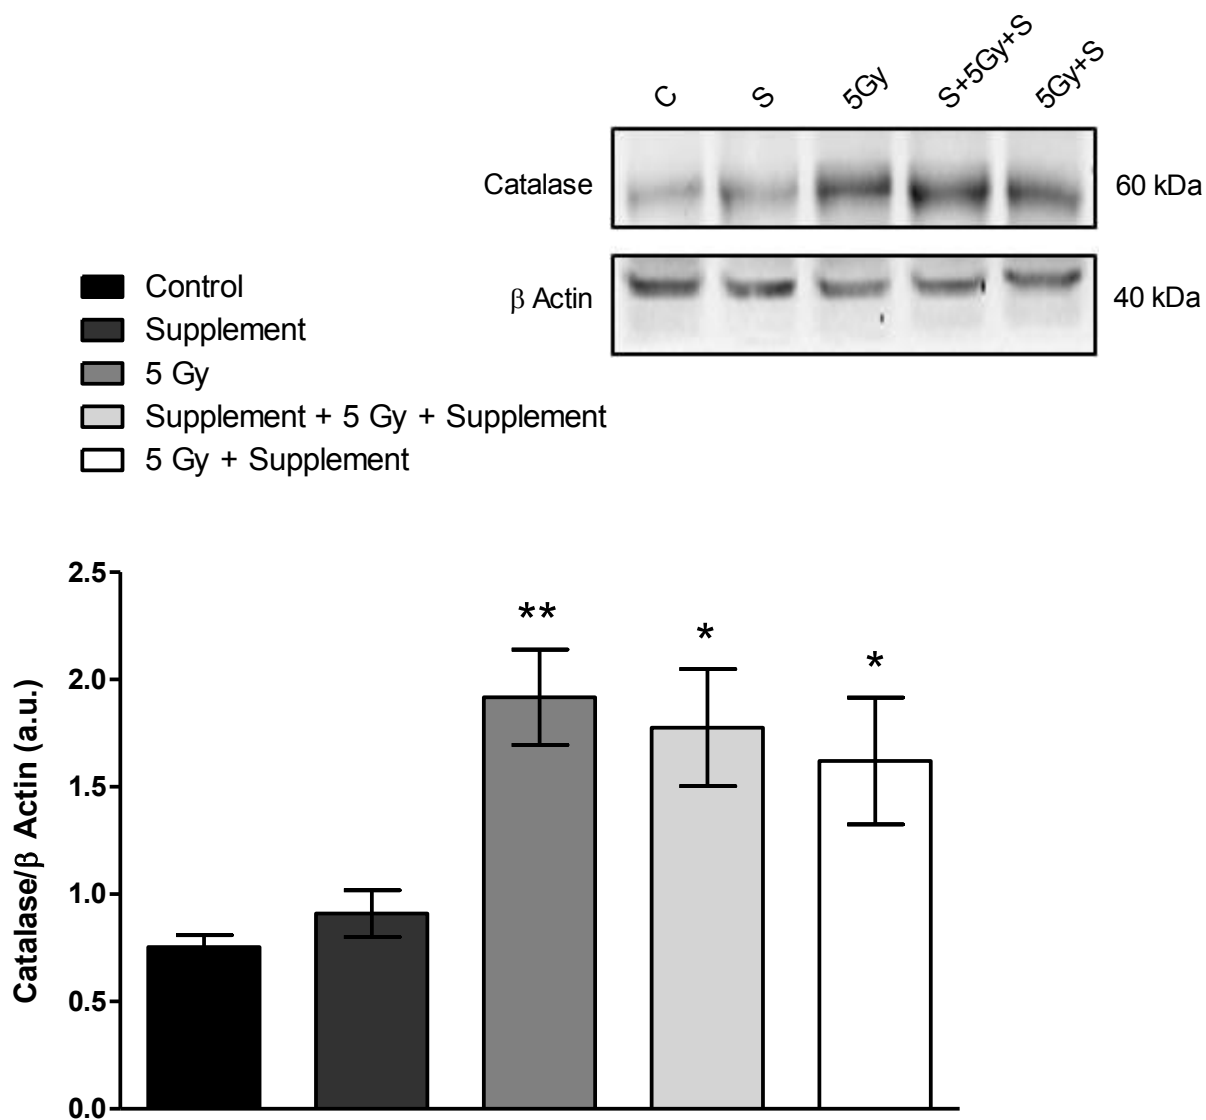 C S 5Gy S+5Gy+S 5Gy+S
Catalase 60 kDa
β Actin 40 kDa
Control
Supplement
5 Gy
Supplement + 5 Gy + Supplement
5 Gy + Supplement
Catalase/β Actin (a.u.)
2.5
2.0
1.5
1.0
0.5
0.0
** * *